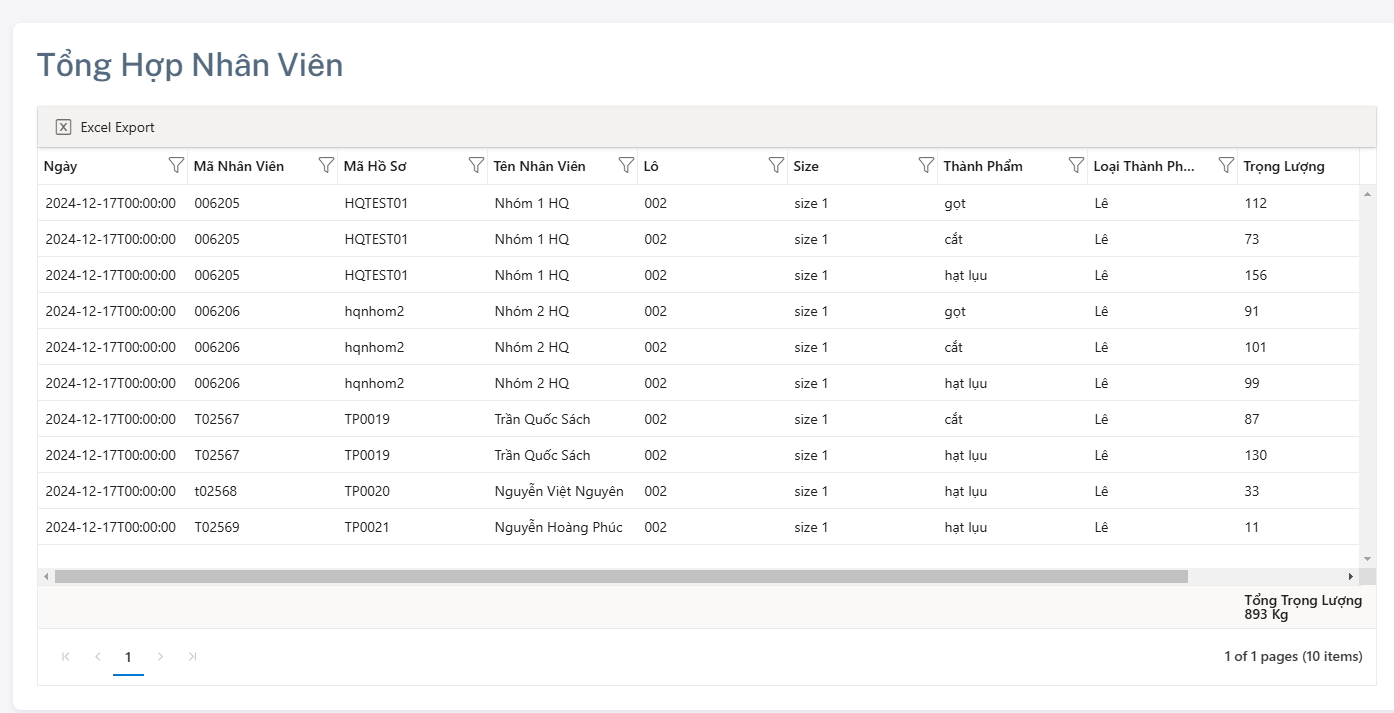 Tổng Hợp Nhân Viên
Excel Export
Ngày Mã Nhân Viên Mã Hồ Sơ Tên Nhân Viên Lô Size Thành Phẩm Loại Thành Ph... Trọng Lượng
2024-12-17T00:00:00 006205 HQTEST01 Nhóm 1 HQ 002 size 1 gọt Lê 112
2024-12-17T00:00:00 006205 HQTEST01 Nhóm 1 HQ 002 size 1 cắt Lê 73
2024-12-17T00:00:00 006205 HQTEST01 Nhóm 1 HQ 002 size 1 hạt lụu Lê 156
2024-12-17T00:00:00 006206 hqnhom2 Nhóm 2 HQ 002 size 1 gọt Lê 91
2024-12-17T00:00:00 006206 hqnhom2 Nhóm 2 HQ 002 size 1 cắt Lê 101
2024-12-17T00:00:00 006206 hqnhom2 Nhóm 2 HQ 002 size 1 hạt lụu Lê 99
2024-12-17T00:00:00 T02567 TP0019 Trần Quốc Sách 002 size 1 cắt Lê 87
2024-12-17T00:00:00 T02567 TP0019 Trần Quốc Sách 002 size 1 hạt lụu Lê 130
2024-12-17T00:00:00 t02568 TP0020 Nguyễn Việt Nguyên 002 size 1 hạt lụu Lê 33
2024-12-17T00:00:00 T02569 TP0021 Nguyễn Hoàng Phúc 002 size 1 hạt lụu Lê 11
Tổng Trọng Lượng
893 Kg
1
1 of 1 pages (10 items)